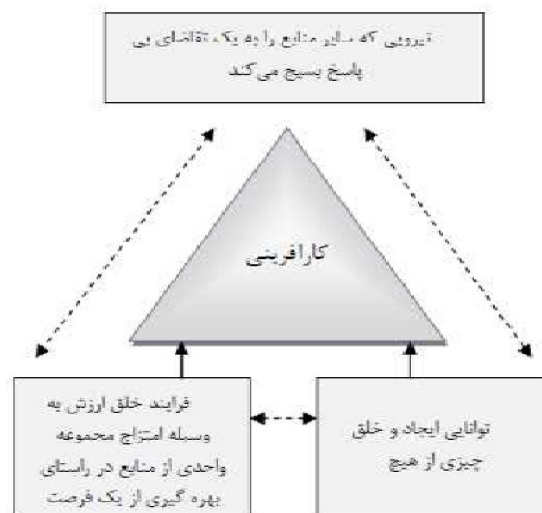 نیرویی که سایر منابع را به یک تقاضای بی
پاسخ بسیج می‌کند
کارافرینی
فرایند خلق ارزش به
وسیله امتزاج مجموعه
واحدی از منابع در راستای
بهره گیری از یک فرصت
توانایی ایجاد و خلق
چیزی از هیچ